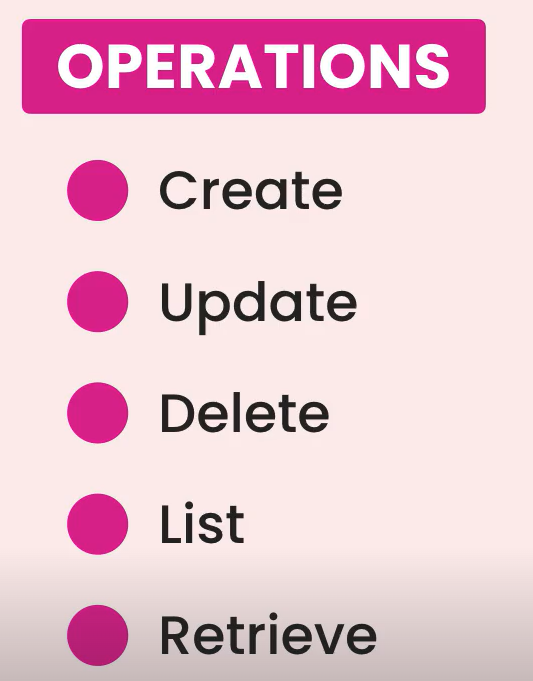 OPERATIONS
Create
Update
Delete
List
Retrieve